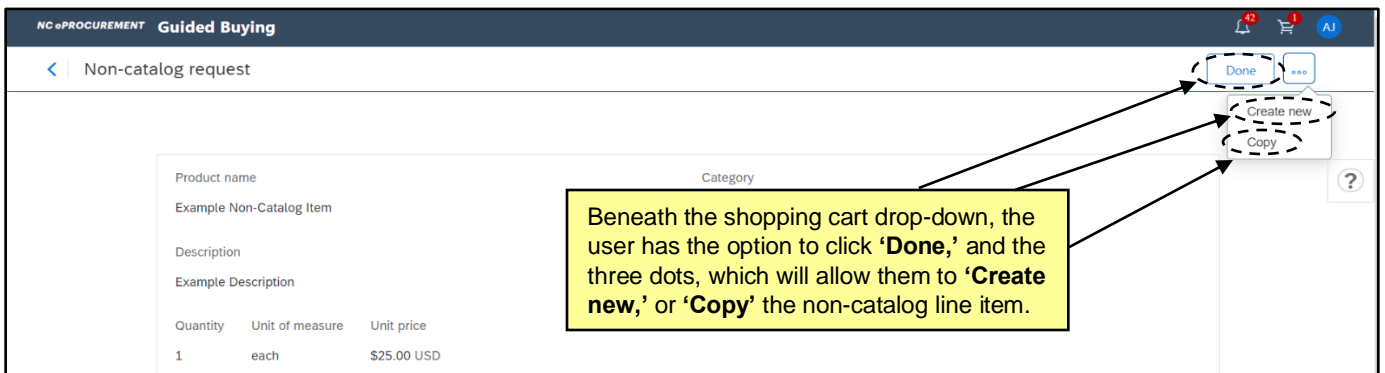 NC ePROCUREMENT Guided Buying 42 1 AJ
< Non-catalog request Done ooo
Create new
Copy
Product name Category
?
Example Non-Catalog Item
Description
Example Description
Quantity Unit of measure Unit price
1 each $25.00 USD
Beneath the shopping cart drop-down, the
user has the option to click ‘Done,’ and the
three dots, which will allow them to ‘Create
new,’ or ‘Copy’ the non-catalog line item.